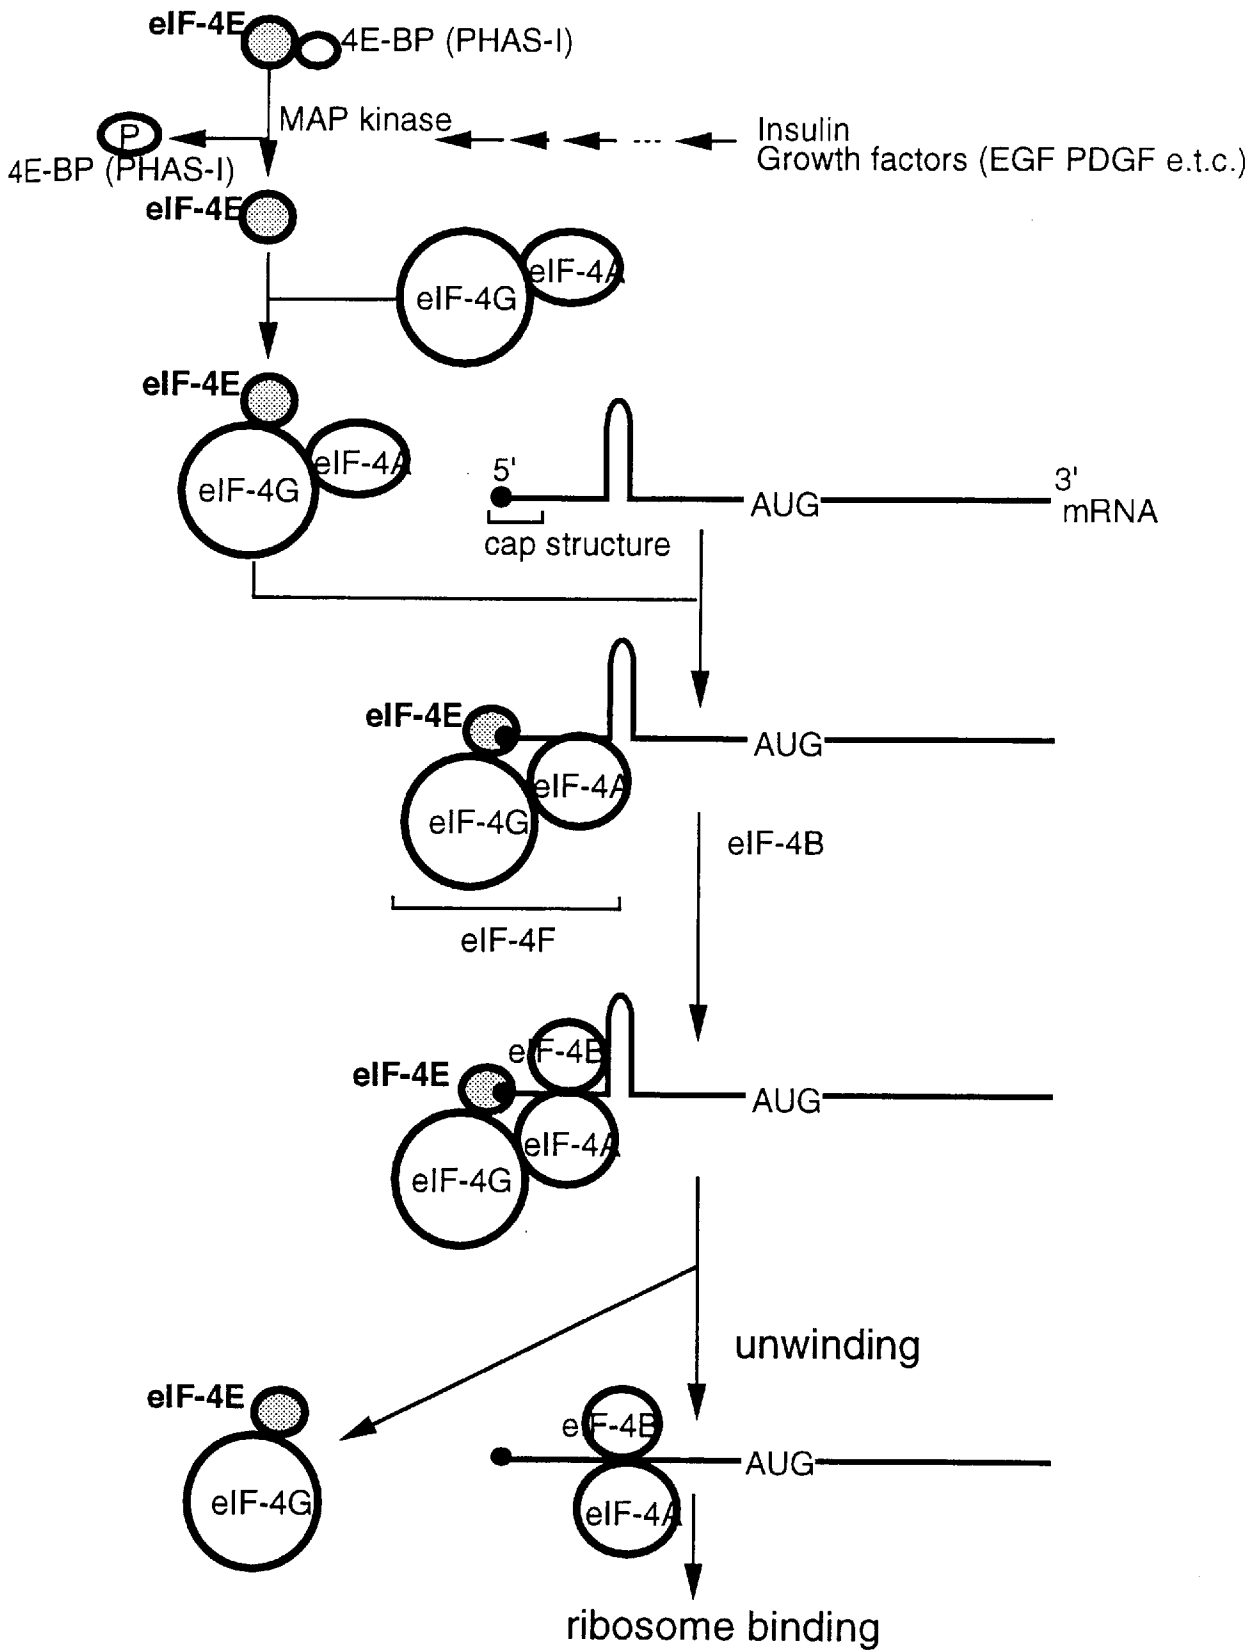 eIF-4E
4E-BP (PHAS-I)
MAP kinase
P
4E-BP (PHAS-I)
...
Insulin
Growth factors (EGF PDGF e.t.c.)
eIF-4E
eIF-4G
eIF-4A
eIF-4E
eIF-4G
eIF-4A
5'
AUG
3'
mRNA
cap structure
eIF-4E
AUG
eIF-4A
eIF-4G
eIF-4B
eIF-4F
eIF-4B
eIF-4E
AUG
eIF-4A
eIF-4G
unwinding
eIF-4E
eIF-4G
eIF-4B
AUG
eIF-4A
ribosome binding